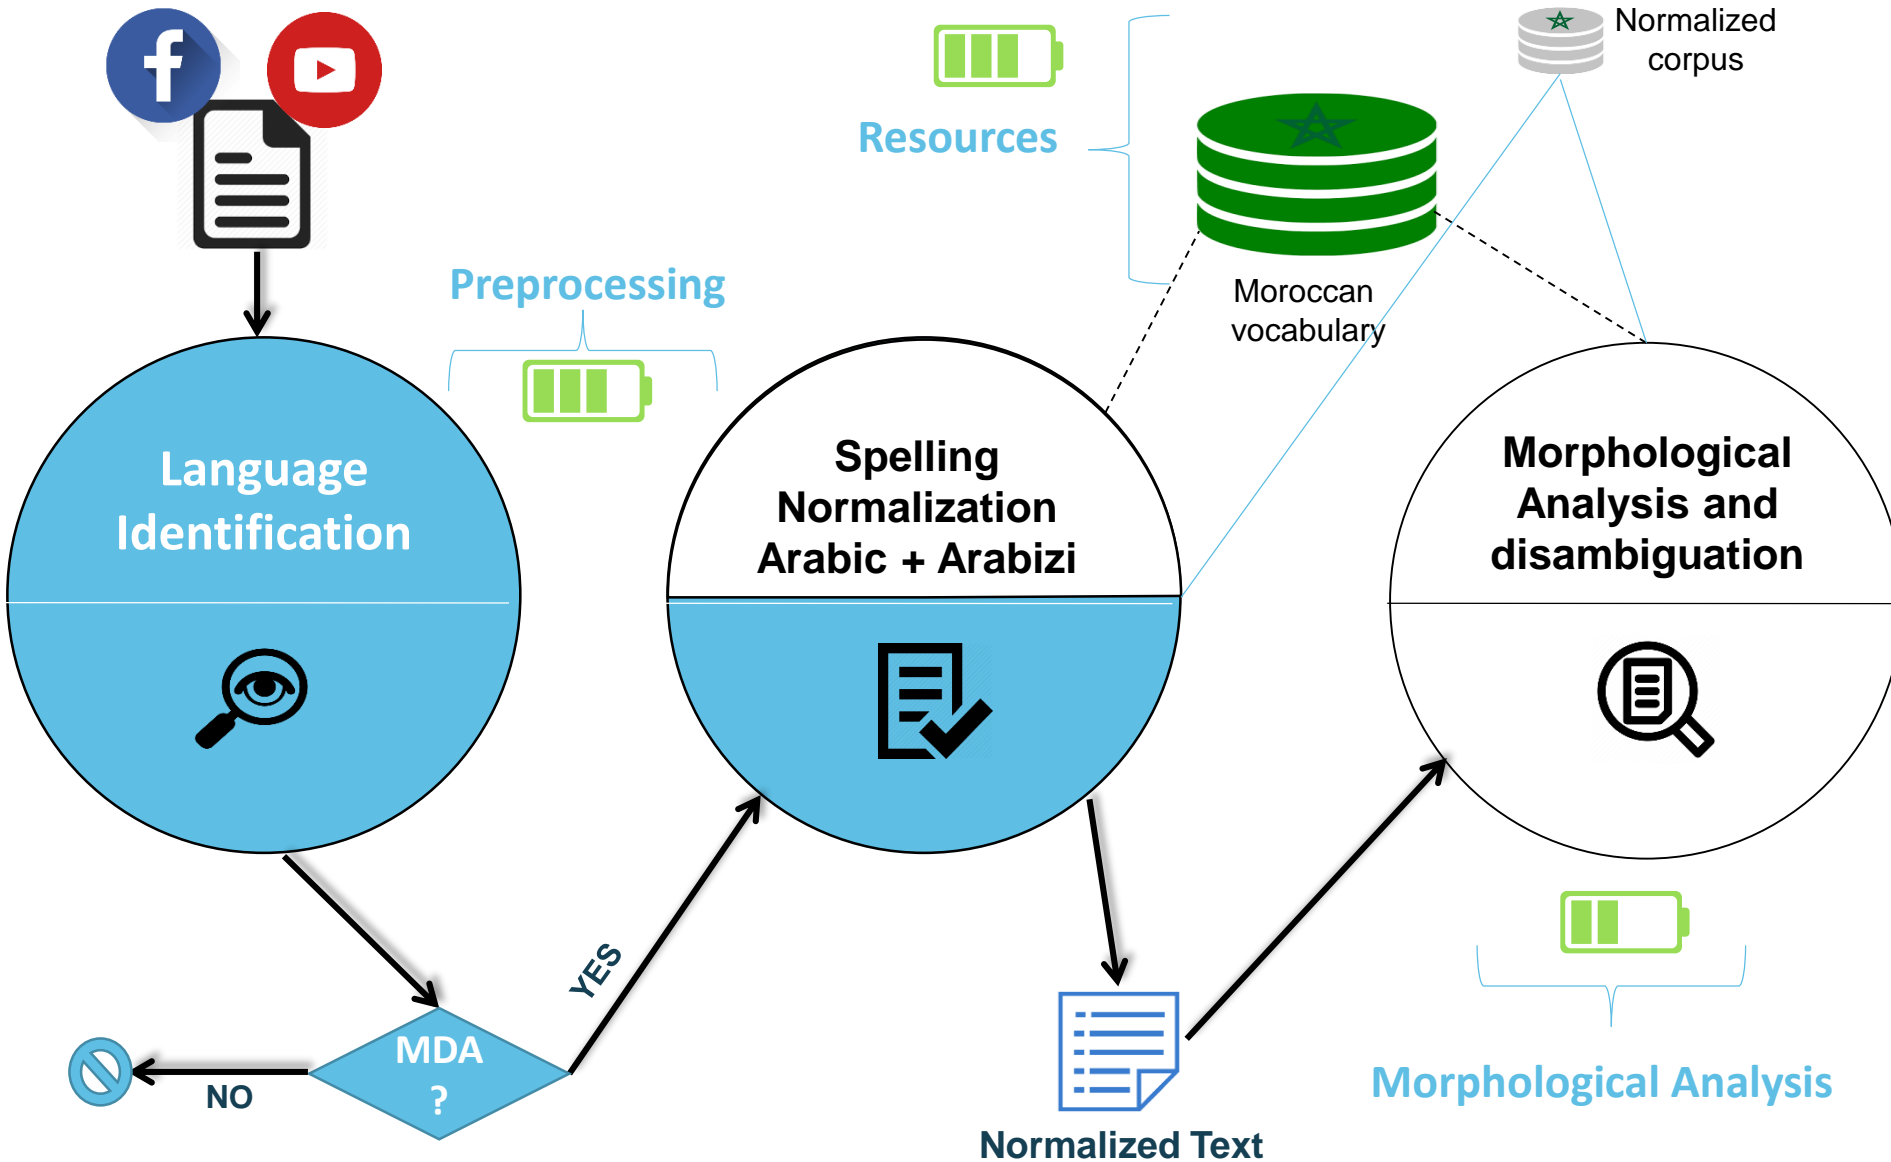 Normalized
corpus
Resources
Preprocessing
Moroccan
vocabulary
Language
Identification
Spelling
Normalization
Arabic + Arabizi
Morphological
Analysis and
disambiguation
YES
MDA
?
NO
Morphological Analysis
Normalized Text